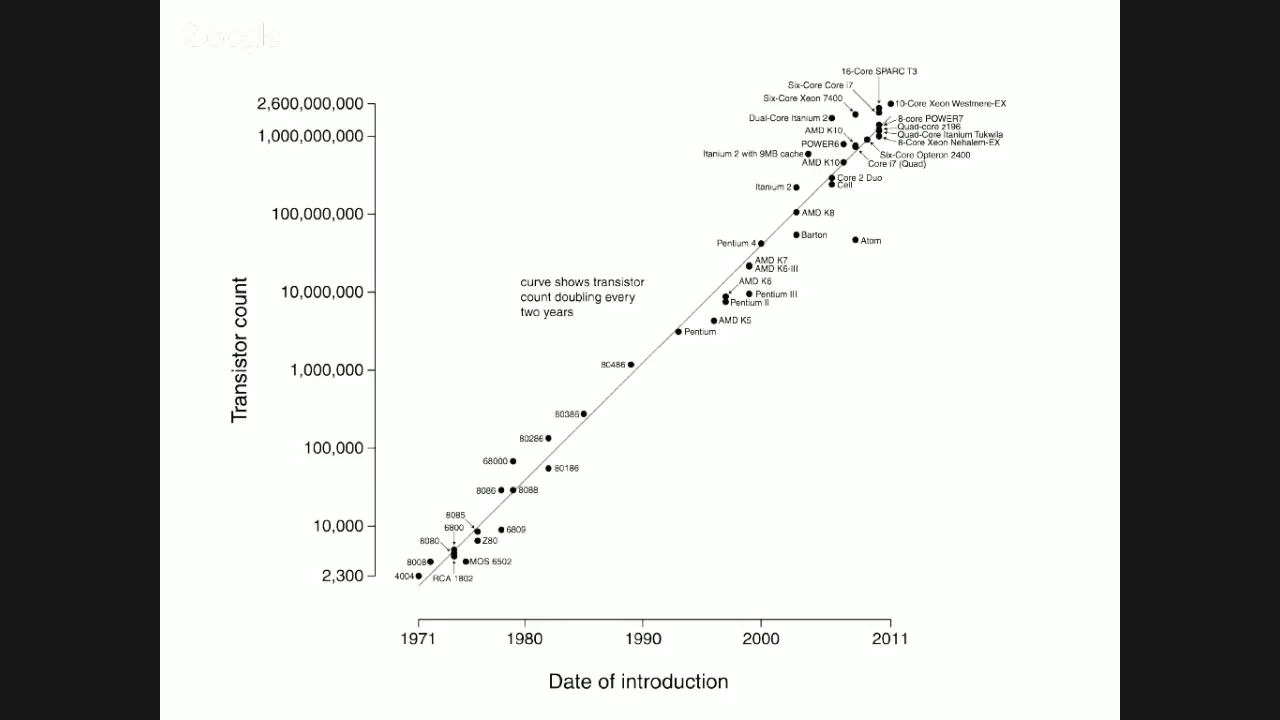 Google
16-Core SPARC T3
Six-Core Core i7
Six-Core Xeon 7400
2,600,000,000
10-Core Xeon Westmere-EX
Dual-Core Itanium 2
8-core POWER7
Quad-core z196
AMD K10
Quad-Core Itanium Tukwila
1,000,000,000
POWER6
8-Core Xeon Nehalem-EX
Itanium 2 with 9MB cache
Six-Core Opteron 2400
AMD K10
Core i7 (Quad)
Core 2 Duo
Itanium 2
Cell
100,000,000
AMD K8
Barton
Pentium 4
Atom
AMD K7
AMD K6-III
curve shows transistor
count doubling every
two years
AMD K6
10,000,000
Pentium III
Pentium II
AMD K5
Pentium
Transistor count
1,000,000
80486
80386
80286
100,000
68000
80186
8086
8088
8085
10,000
6800
6809
8080
Z80
8008
MOS 6502
2,300
4004
RCA 1802
1971
1980
1990
2000
2011
Date of introduction